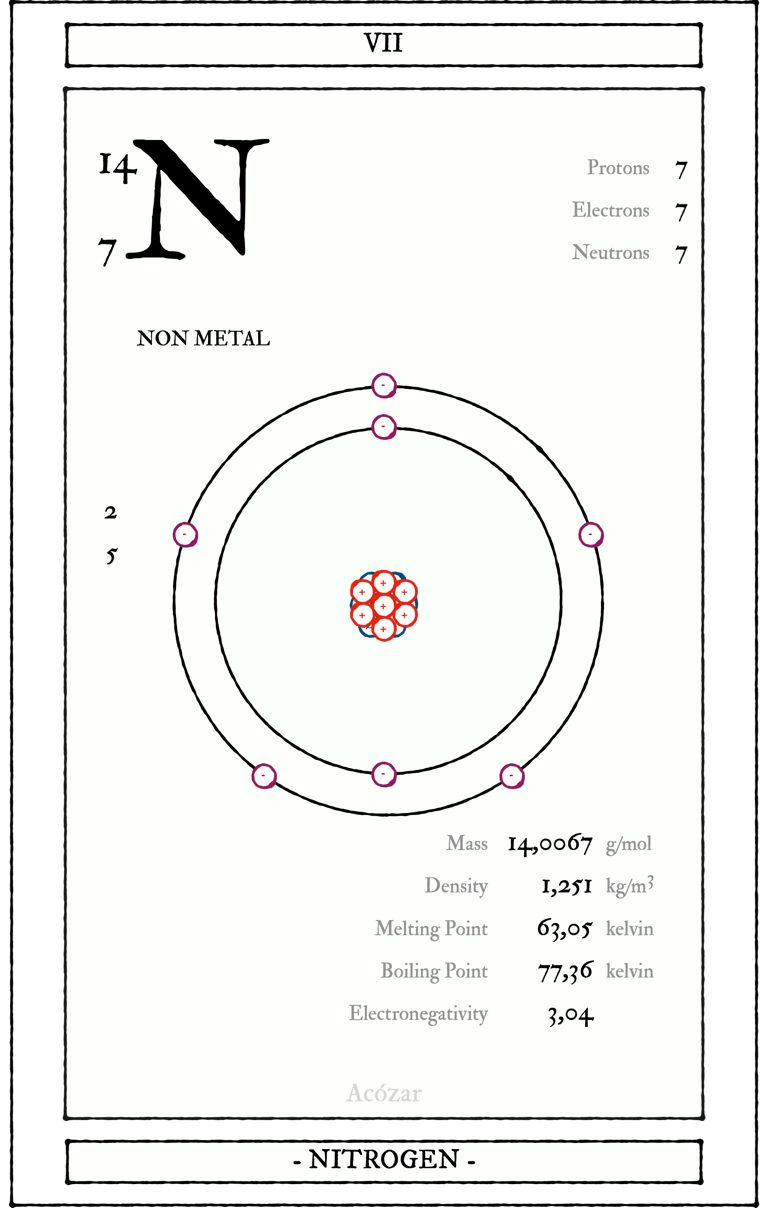 VII
14
N
7
Protons 7
Electrons 7
Neutrons 7
NON METAL
-
-
2
-
-
5
+
+ +
+
+ +
+
-
-
-
Mass 14,0067 g/mol
Density 1,251 kg/m³
Melting Point 63,05 kelvin
Boiling Point 77,36 kelvin
Electronegativity 3,04
Acózar
- NITROGEN -